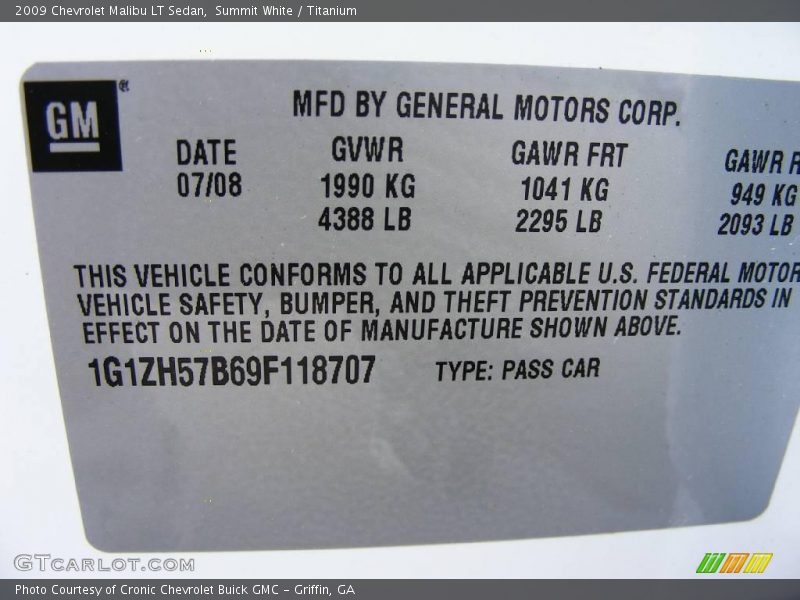 2009 Chevrolet Malibu LT Sedan,  Summit White / Titanium
GM®
MFD BY GENERAL MOTORS CORP.
DATE GVWR GAWR FRT GAWR R
07/08 1990 KG 1041 KG 949 KG
4388 LB 2295 LB 2093 LB
THIS VEHICLE CONFORMS TO ALL APPLICABLE U.S. FEDERAL MOTOR
VEHICLE SAFETY, BUMPER, AND THEFT PREVENTION STANDARDS IN
EFFECT ON THE DATE OF MANUFACTURE SHOWN ABOVE.
1G1ZH57B69F118707 TYPE: PASS CAR
GTCARLOT.COM
Photo Courtesy of Cronic Chevrolet Buick GMC - Griffin, GA